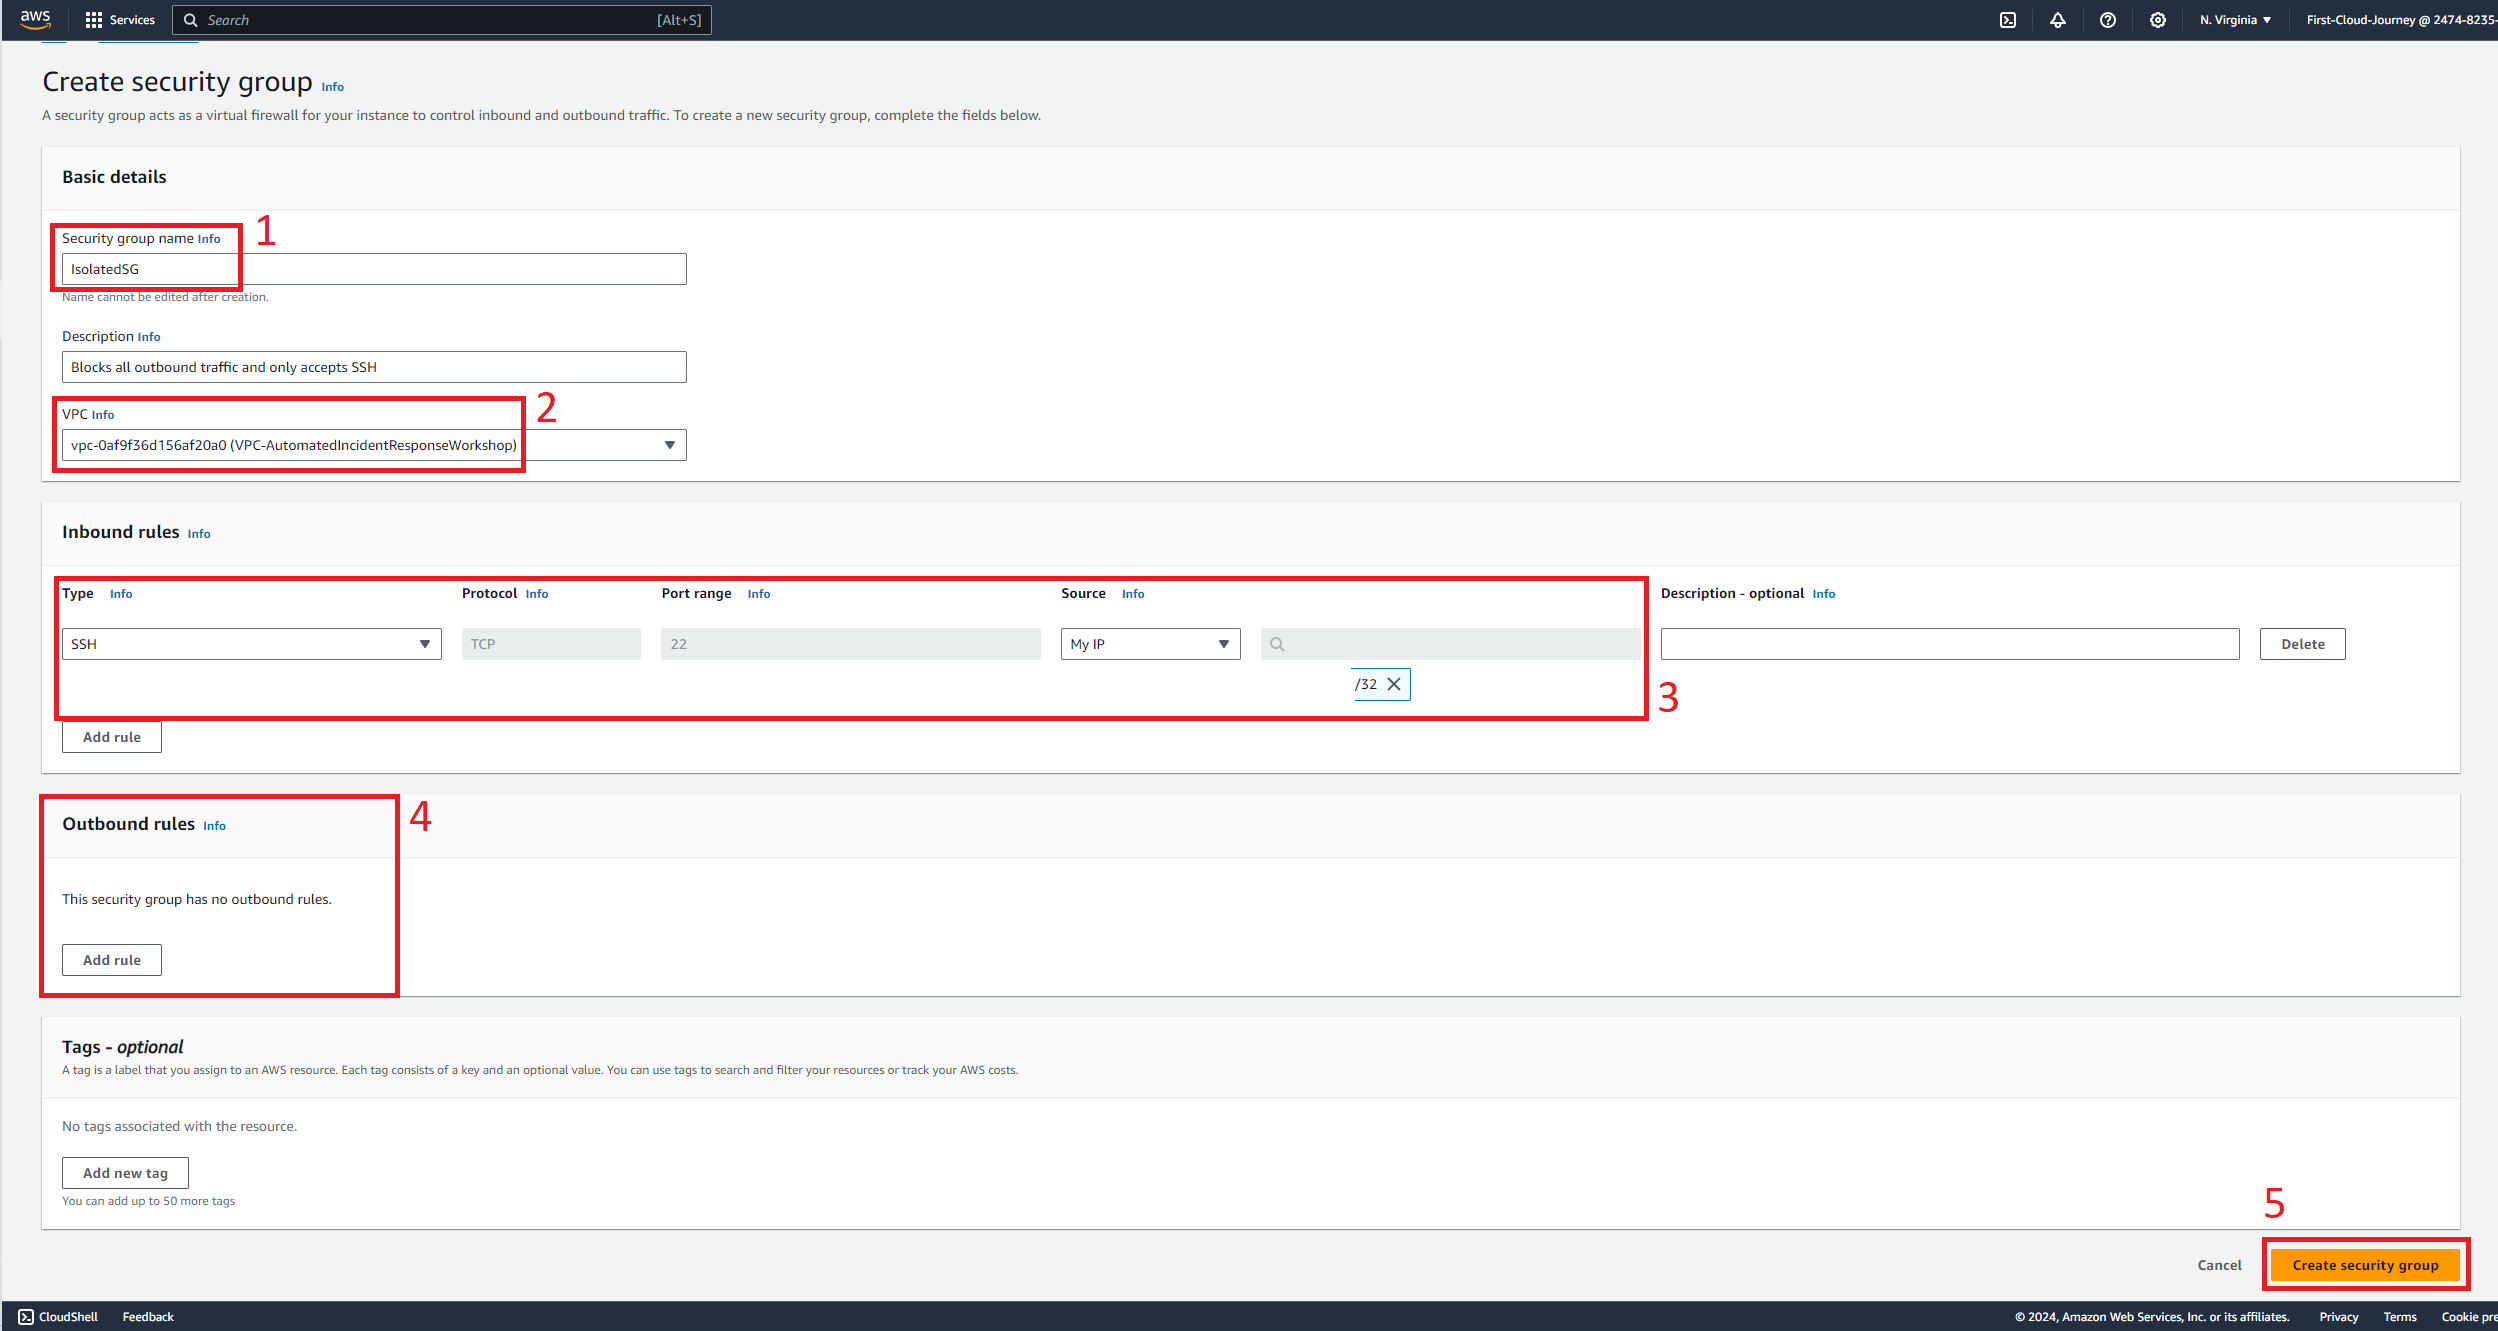 aws Services Search [Alt+S] N. Virginia First-Cloud-Journey @ 2474-8235-
Create security group Info
A security group acts as a virtual firewall for your instance to control inbound and outbound traffic. To create a new security group, complete the fields below.
Basic details
1
Security group name Info
IsolatedSG
Name cannot be edited after creation.
Description Info
Blocks all outbound traffic and only accepts SSH
2
VPC Info
vpc-0af9f36d156af20a0 (VPC-AutomatedIncidentResponseWorkshop)
Inbound rules Info
Type Info Protocol Info Port range Info Source Info Description - optional Info
SSH TCP 22 My IP Delete
/32
3
Add rule
4
Outbound rules Info
This security group has no outbound rules.
Add rule
Tags - optional
A tag is a label that you assign to an AWS resource. Each tag consists of a key and an optional value. You can use tags to search and filter your resources or track your AWS costs.
No tags associated with the resource.
Add new tag
You can add up to 50 more tags
5
Cancel Create security group
CloudShell Feedback © 2024, Amazon Web Services, Inc. or its affiliates. Privacy Terms Cookie pre